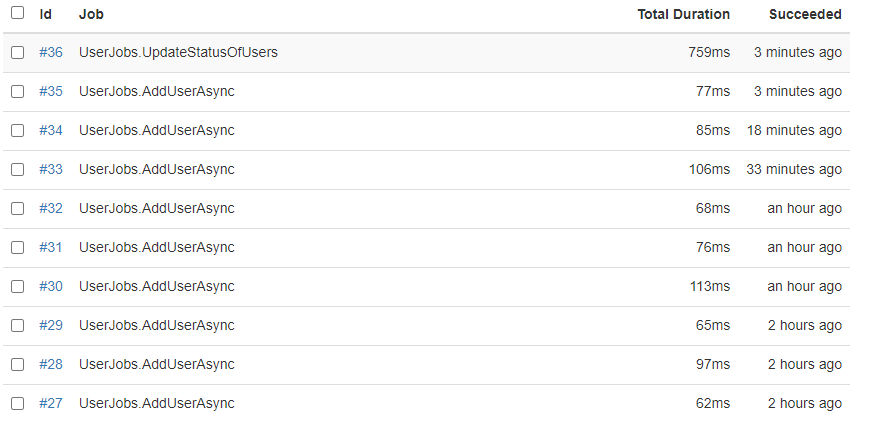 Id Job Total Duration Succeeded
#36 UserJobs.UpdateStatusOfUsers 759ms 3 minutes ago
#35 UserJobs.AddUserAsync 77ms 3 minutes ago
#34 UserJobs.AddUserAsync 85ms 18 minutes ago
#33 UserJobs.AddUserAsync 106ms 33 minutes ago
#32 UserJobs.AddUserAsync 68ms an hour ago
#31 UserJobs.AddUserAsync 76ms an hour ago
#30 UserJobs.AddUserAsync 113ms an hour ago
#29 UserJobs.AddUserAsync 65ms 2 hours ago
#28 UserJobs.AddUserAsync 97ms 2 hours ago
#27 UserJobs.AddUserAsync 62ms 2 hours ago